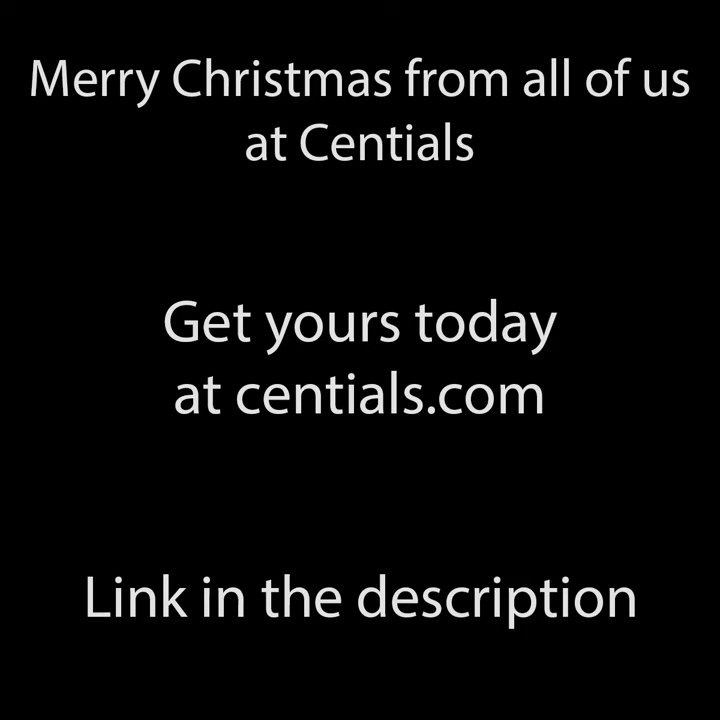 Merry Christmas from all of us
at Centials
Get yours today
at centials.com
Link in the description